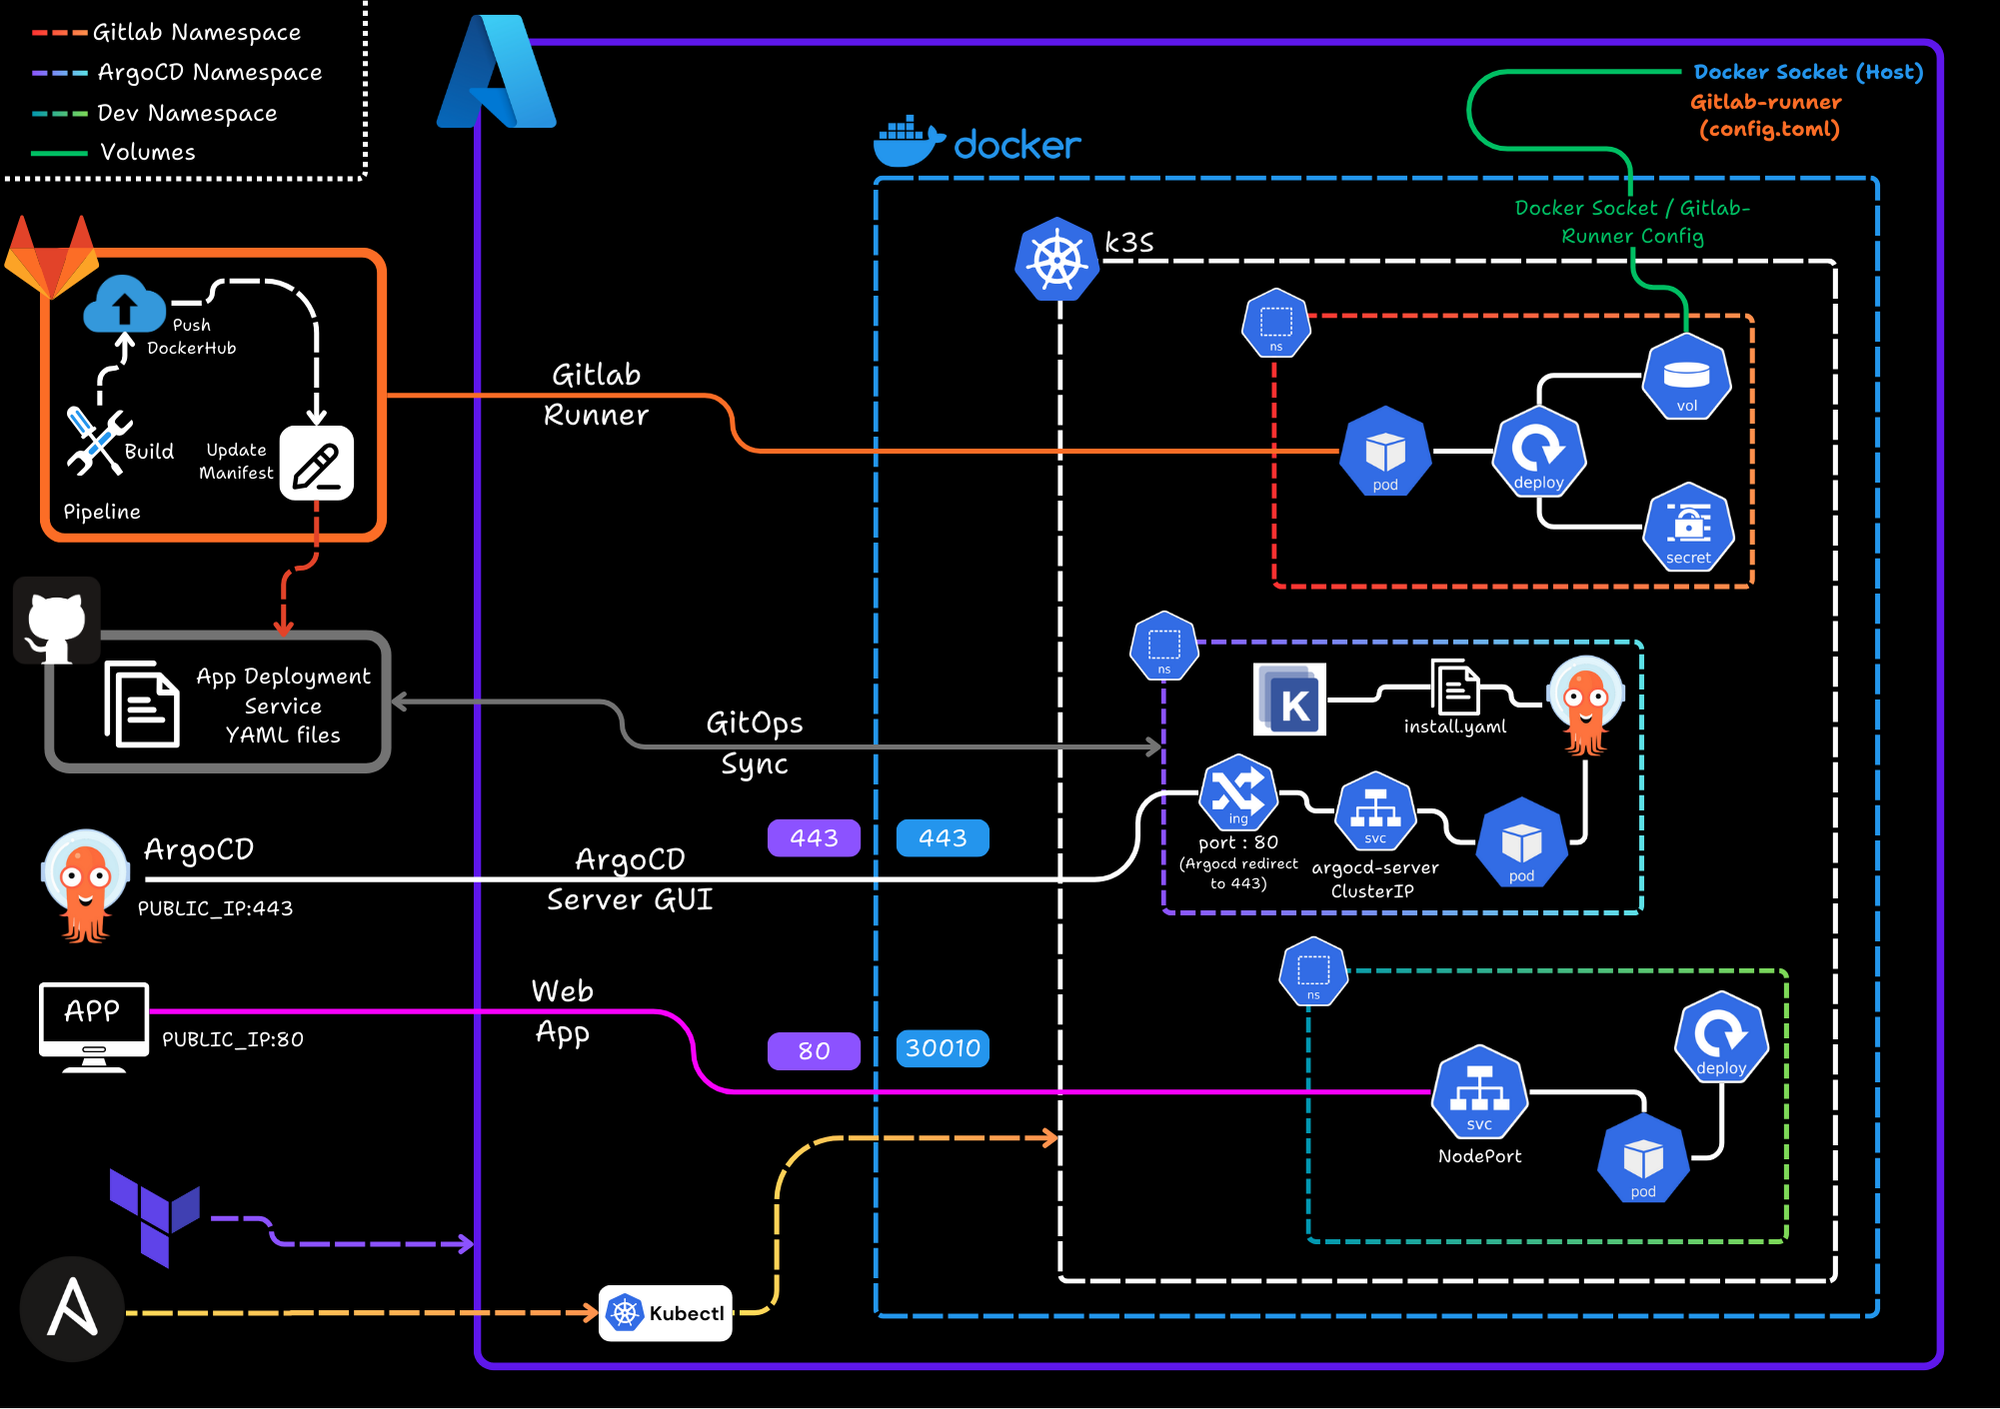 Gitlab Namespace
ArgoCD Namespace
Dev Namespace
Volumes
docker
Docker Socket (Host)
Gitlab-runner
(config.toml)
Docker Socket / Gitlab-
Runner Config
k3S
Push
DockerHub
Build
Update
Manifest
Pipeline
Gitlab
Runner
ns
vol
pod
deploy
secret
App Deployment
Service
YAML files
GitOps
Sync
ns
K
install.yaml
ing
port : 80
(Argocd redirect
to 443)
svc
argocd-server
ClusterIP
pod
ArgoCD
PUBLIC_IP:443
ArgoCD
Server GUI
443
443
APP
PUBLIC_IP:80
Web
App
80
30010
ns
deploy
svc
NodePort
pod
Kubectl